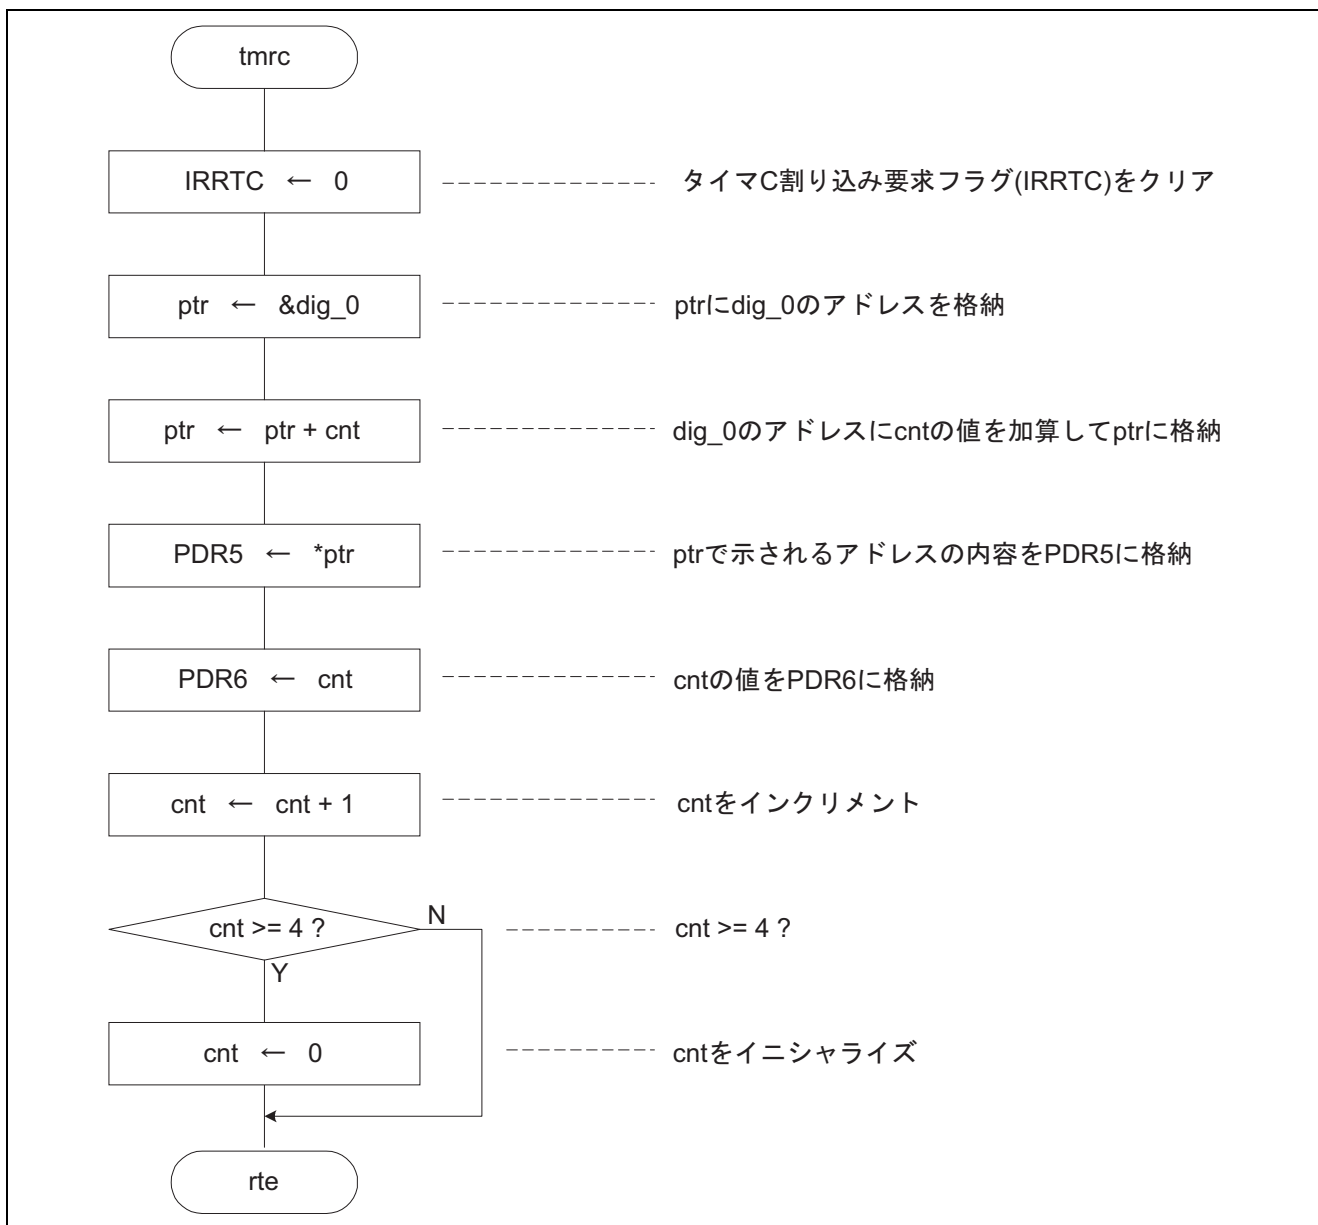 tmrc
IRRTC ← 0 タイマC割り込み要求フラグ(IRRTC)をクリア
ptr ← &dig_0 ptrにdig_0のアドレスを格納
ptr ← ptr + cnt dig_0のアドレスにcntの値を加算してptrに格納
PDR5 ← *ptr ptrで示されるアドレスの内容をPDR5に格納
PDR6 ← cnt cntの値をPDR6に格納
cnt ← cnt + 1 cntをインクリメント
cnt >= 4 ? N cnt >= 4 ?
Y
cnt ← 0 cntをイニシャライズ
rte